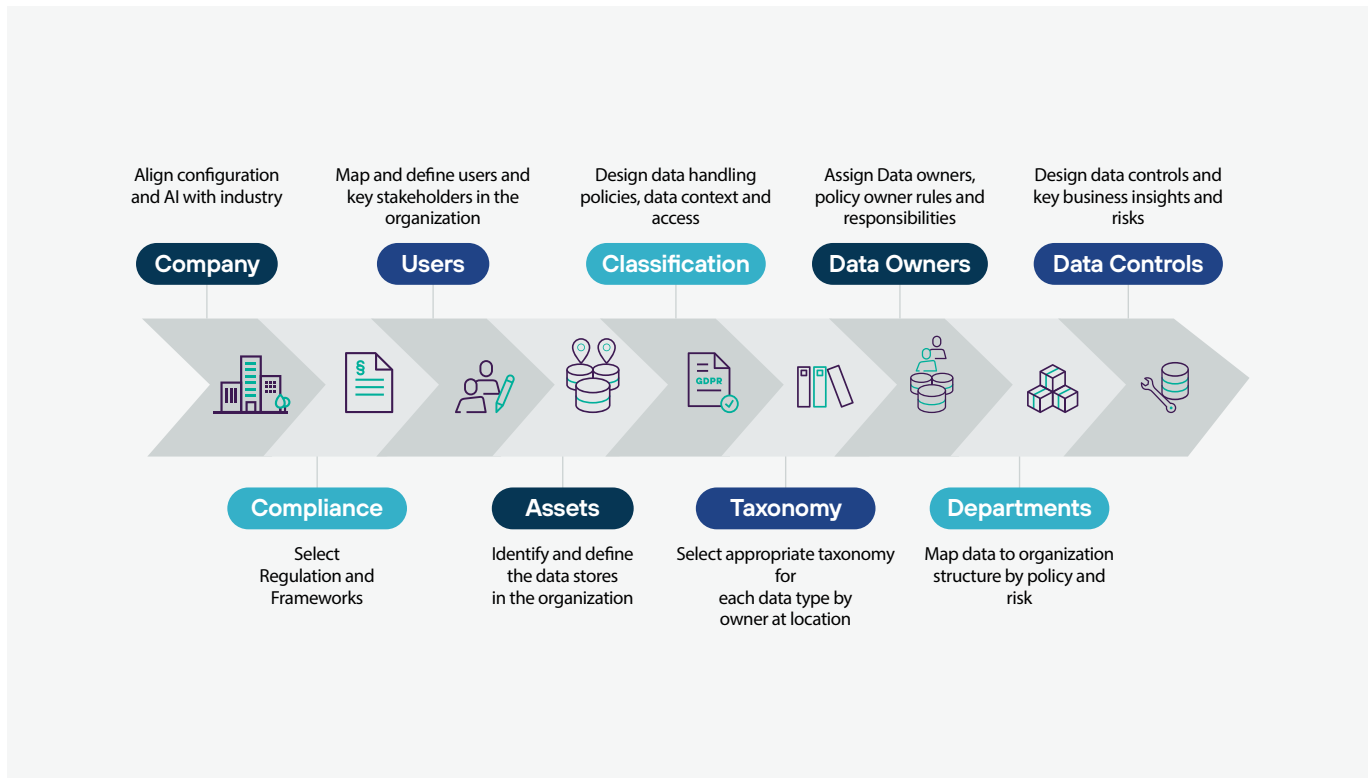 Align configuration
and AI with industry
Company
Map and define users and
key stakeholders in the
organization
Users
Design data handling
policies, data context and
access
Classification
Assign Data owners,
policy owner rules and
responsibilities
Data Owners
Design data controls and
key business insights and
risks
Data Controls
§
GDPR
Compliance
Select
Regulation and
Frameworks
Assets
Identify and define
the data stores
in the organization
Taxonomy
Select appropriate taxonomy
for
each data type by
owner at location
Departments
Map data to organization
structure by policy and
risk